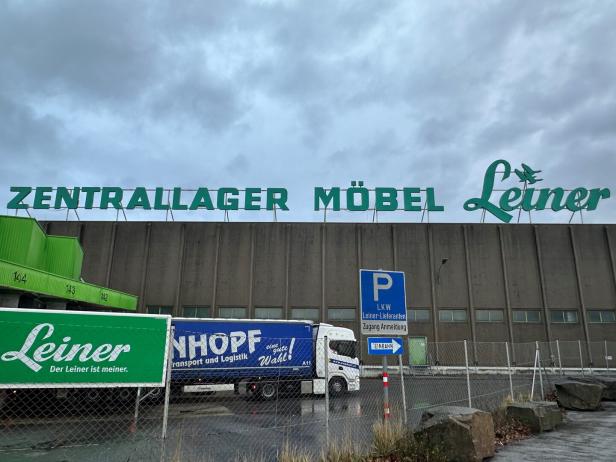 ZENTRALLAGER MÖBEL Leiner
144
143
142
Leiner
Der Leiner ist meiner.
NHOPF
eine gute
Wahl!
Transport und Logistik
A
P
LKW
Leiner-Lieferanten
Zugang Anmeldung